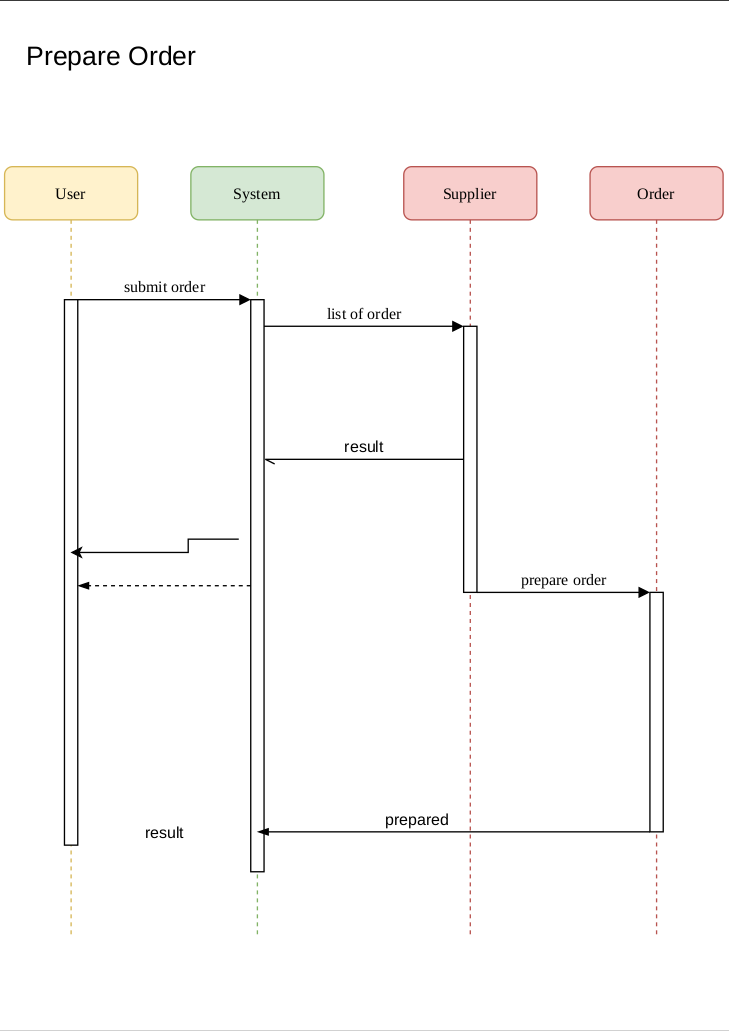 Prepare Order
User
System
Supplier
Order
submit order
list of order
result
prepare order
prepared
result